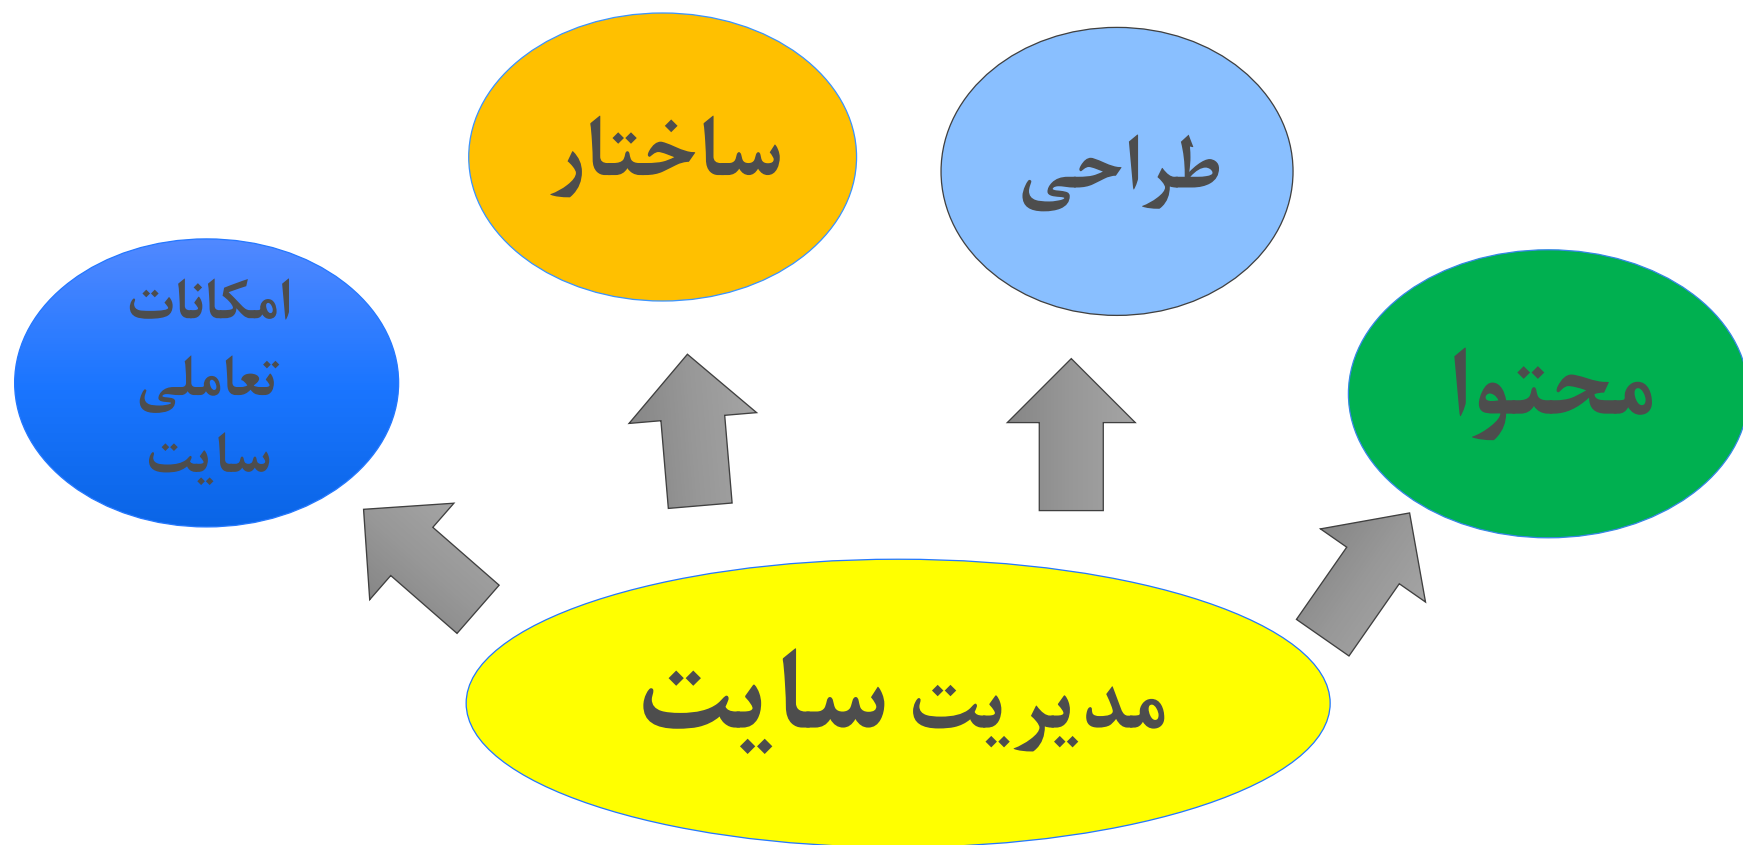 ساختار
طراحی
امکانات
تعاملی
سایت
محتوا
مدیریت سایت